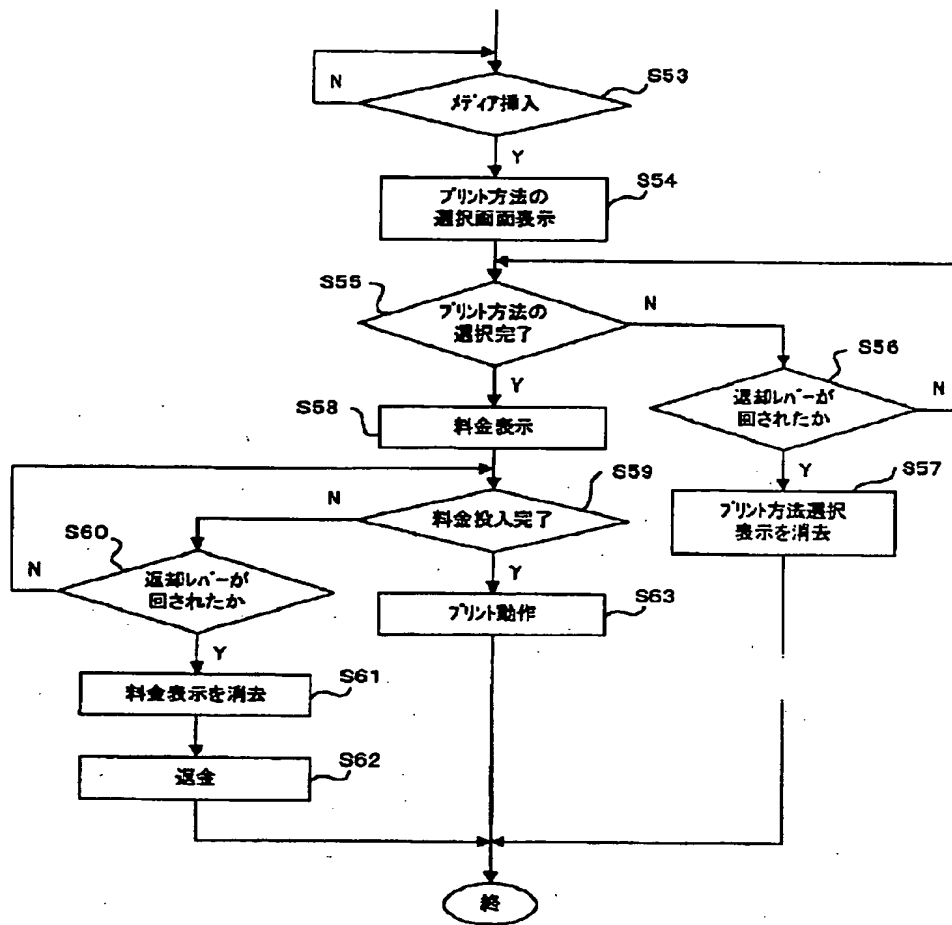 N
メディア挿入
S53
Y
プリント方法の
選択画面表示
S54
S55
プリント方法の
選択完了
N
Y
S56
返却レバーが
回されたか
N
Y
S57
プリント方法選択
表示を消去
S58
料金表示
N
料金投入完了
S59
S60
N
返却レバーが
回されたか
Y
Y
プリント動作
S63
料金表示を消去
S61
返金
S62
終